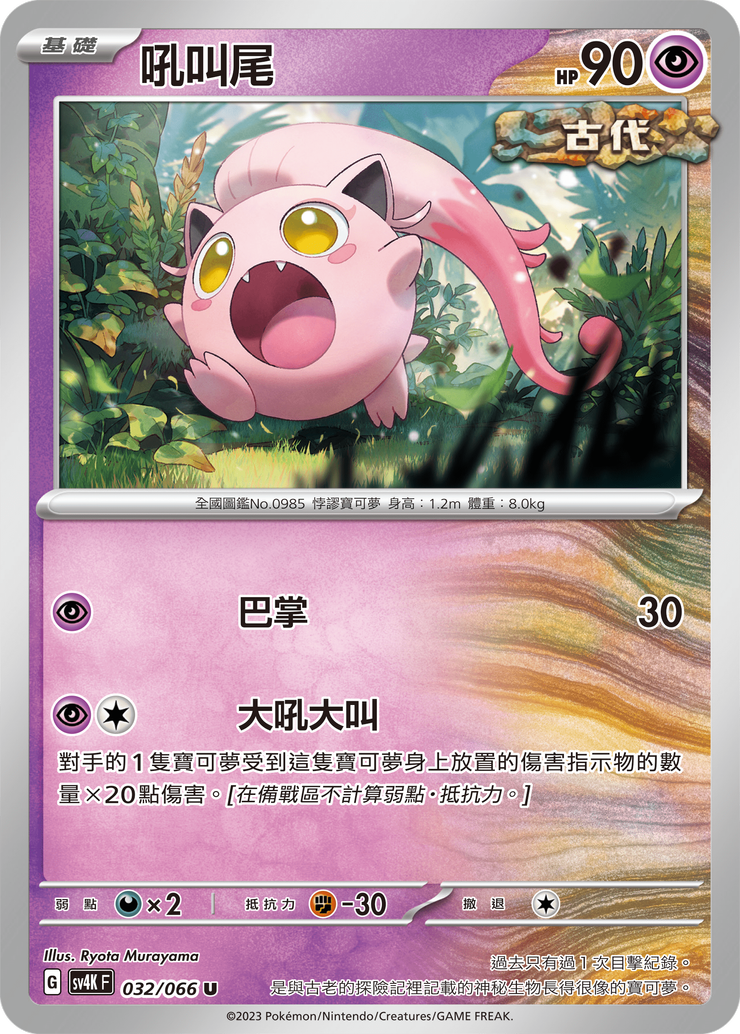 基礎
吼叫尾
HP 90
古代
全國圖鑑No.0985 悖謬寶可夢 身高：1.2m 體重：8.0kg
巴掌 30
大吼大叫
對手的1隻寶可夢受到這隻寶可夢身上放置的傷害指示物的數
量×20點傷害。[在備戰區不計算弱點・抵抗力。]
弱點 ×2 抵抗力 -30 撤退
Illus. Ryota Murayama
過去只有過1次目擊紀錄。
G sv4K F 032/066 U
是與古老的探險記裡記載的神秘生物長得很像的寶可夢。
©2023 Pokémon/Nintendo/Creatures/GAME FREAK.